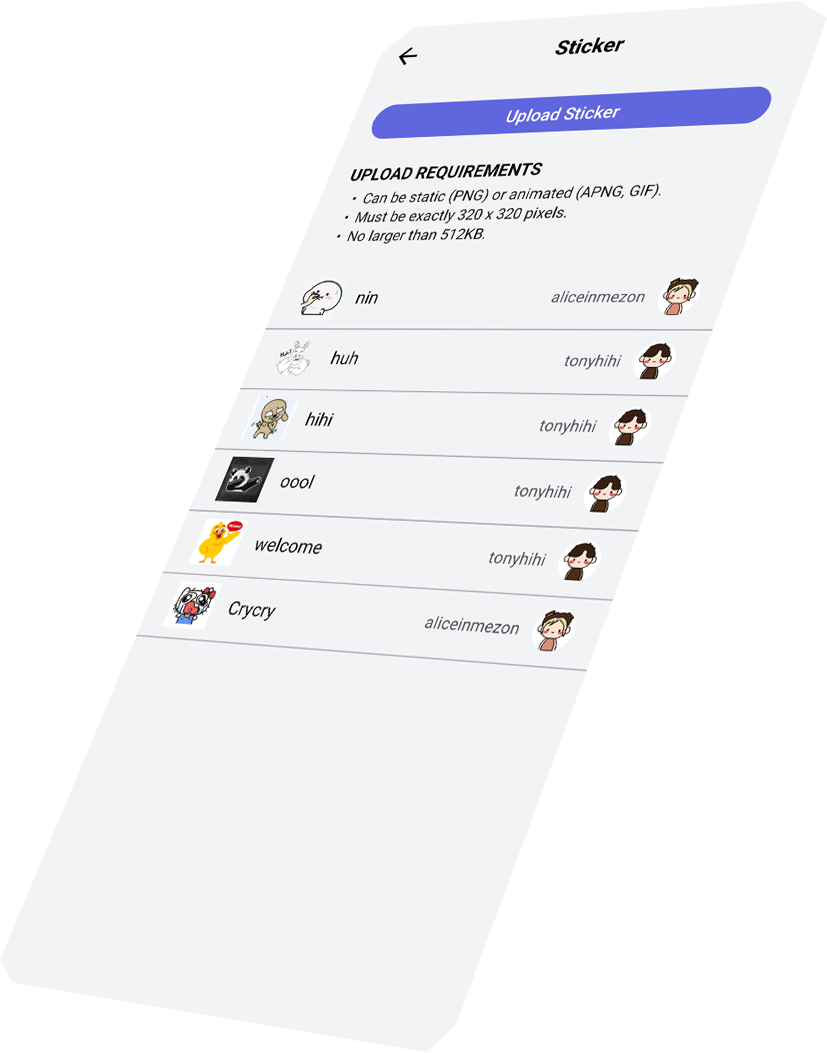 Sticker
Upload Sticker
UPLOAD REQUIREMENTS
• Can be static (PNG) or animated (APNG, GIF).
• Must be exactly 320 x 320 pixels.
• No larger than 512KB.
nin aliceinmezon
huh tonyhihi
hihi tonyhihi
oool tonyhihi
welcome tonyhihi
Crycry aliceinmezon